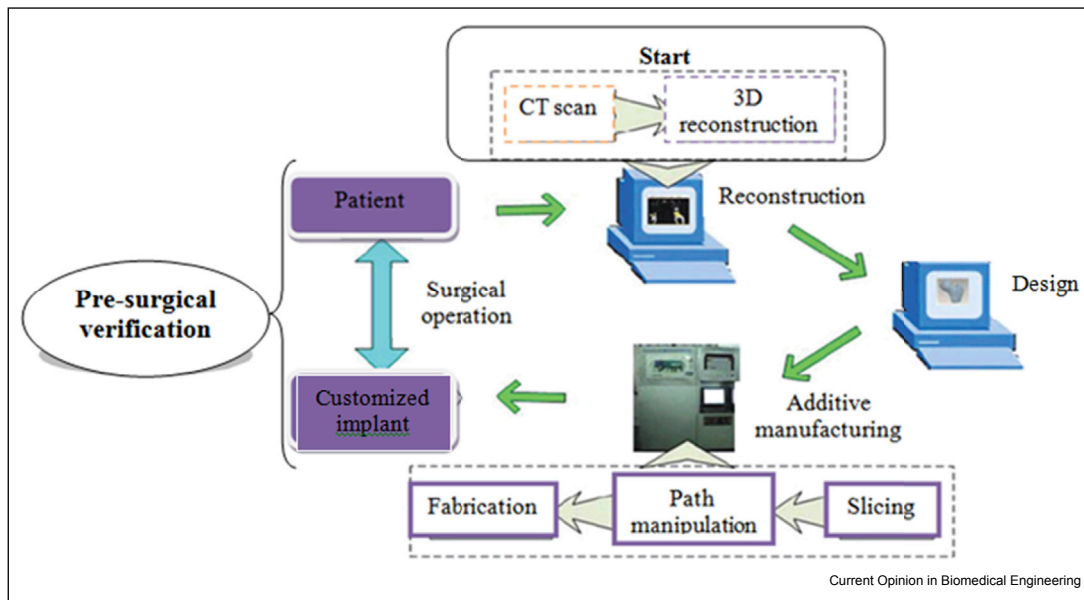 Start
CT scan
3D
reconstruction
Patient
Reconstruction
Pre-surgical
verification
Surgical
operation
Design
Customized
implant
Additive
manufacturing
Fabrication
Path
manipulation
Slicing
Current Opinion in Biomedical Engineering